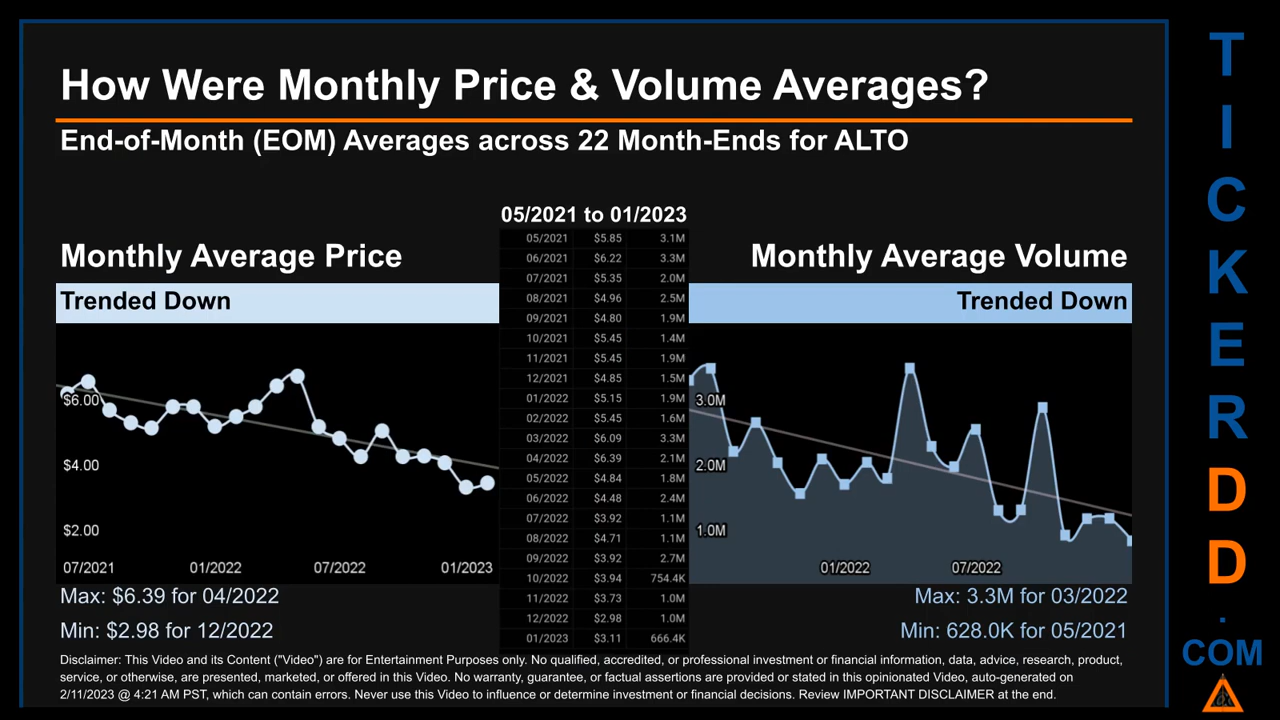 How Were Monthly Price & Volume Averages?
End-of-Month (EOM) Averages across 22 Month-Ends for ALTO
05/2021 to 01/2023
Monthly Average Price
Trended Down
$6.00
$4.00
$2.00
07/2021 01/2022 07/2022 01/2023
Max: $6.39 for 04/2022
Min: $2.98 for 12/2022
05/2021 $5.85 3.1M
06/2021 $6.22 3.3M
07/2021 $5.35 2.0M
08/2021 $4.96 2.5M
09/2021 $4.80 1.9M
10/2021 $5.45 1.4M
11/2021 $5.45 1.9M
12/2021 $4.85 1.5M
01/2022 $5.15 1.9M
02/2022 $5.45 1.6M
03/2022 $6.09 3.3M
04/2022 $6.39 2.1M
05/2022 $4.84 1.8M
06/2022 $4.48 2.4M
07/2022 $3.92 1.1M
08/2022 $4.71 1.1M
09/2022 $3.92 2.7M
10/2022 $3.94 754.4K
11/2022 $3.73 1.0M
12/2022 $2.98 1.0M
01/2023 $3.11 666.4K
Monthly Average Volume
Trended Down
3.0M
2.0M
1.0M
01/2022 07/2022
Max: 3.3M for 03/2022
Min: 628.0K for 05/2021
Disclaimer: This Video and its Content ("Video") are for Entertainment Purposes only. No qualified, accredited, or professional investment or financial information, data, advice, research, product,
service, or otherwise, are presented, marketed, or offered in this Video. No warranty, guarantee, or factual assertions are provided or stated in this opinionated Video, auto-generated on
2/11/2023 @ 4:21 AM PST, which can contain errors. Never use this Video to influence or determine investment or financial decisions. Review IMPORTANT DISCLAIMER at the end.
T
I
C
K
E
R
D
D
.
COM